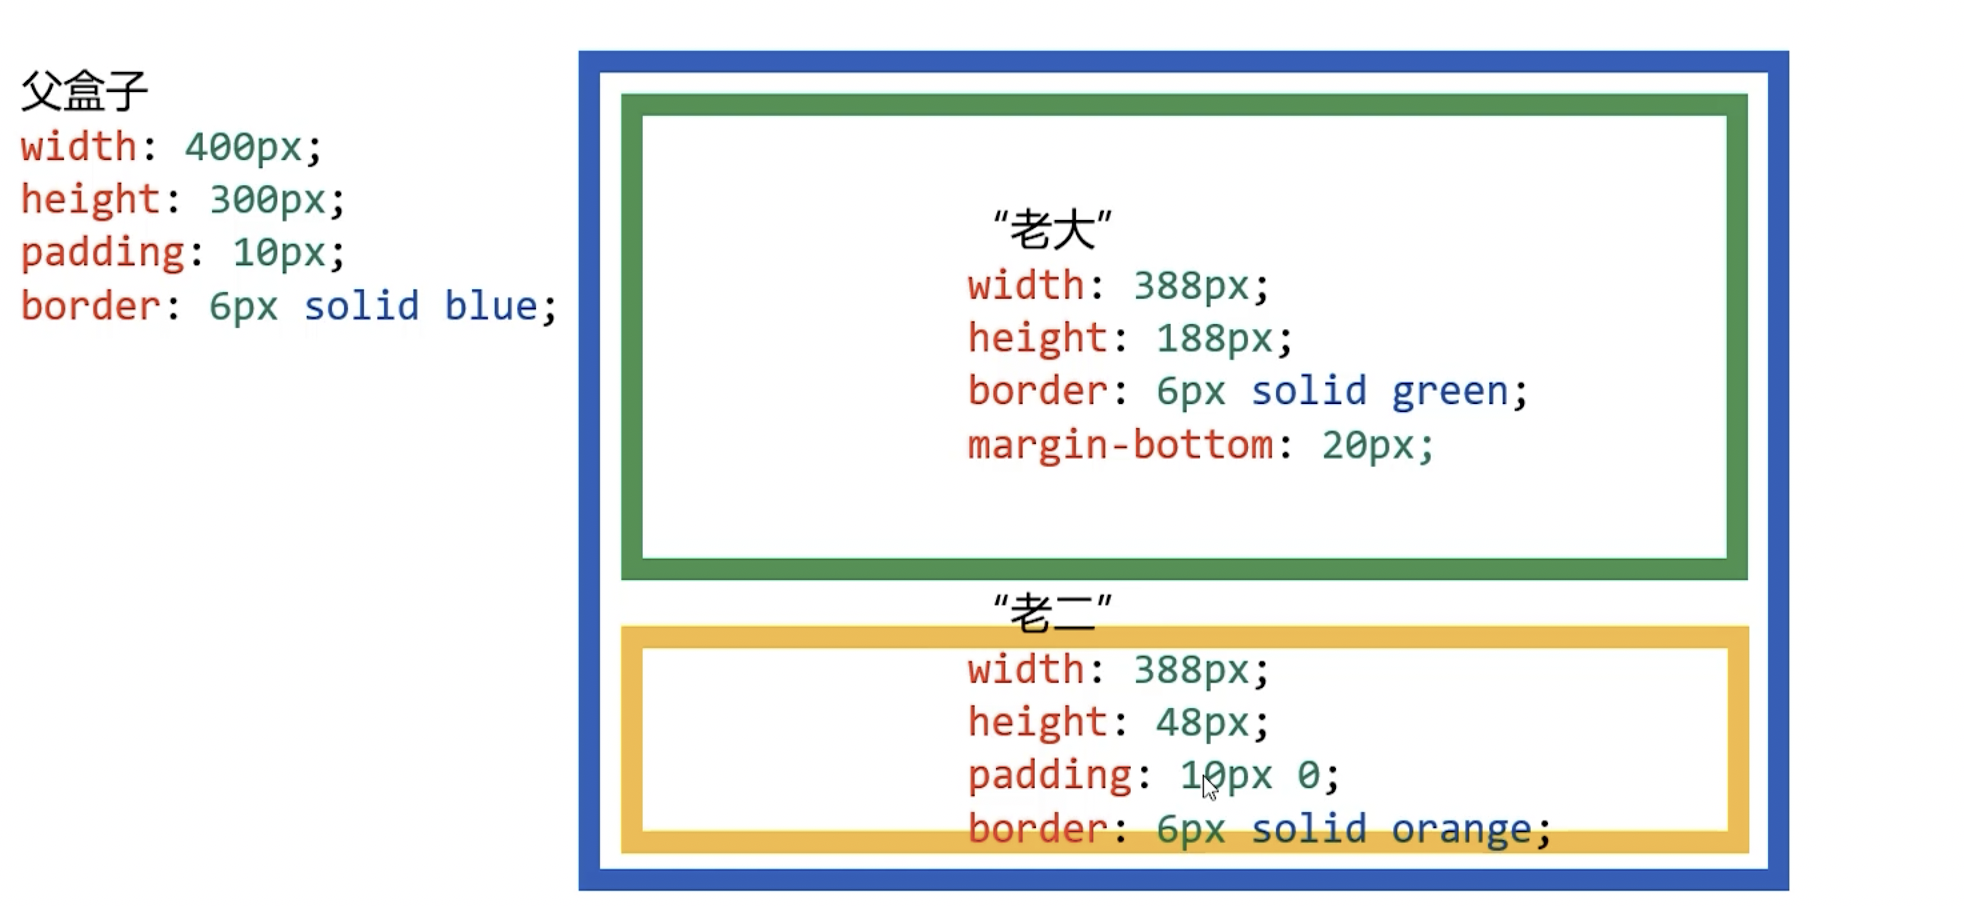 父盒子
width: 400px;
height: 300px;
padding: 10px;
border: 6px solid blue;
“老大”
width: 388px;
height: 188px;
border: 6px solid green;
margin-bottom: 20px;
“老二”
width: 388px;
height: 48px;
padding: 10px 0;
border: 6px solid orange;